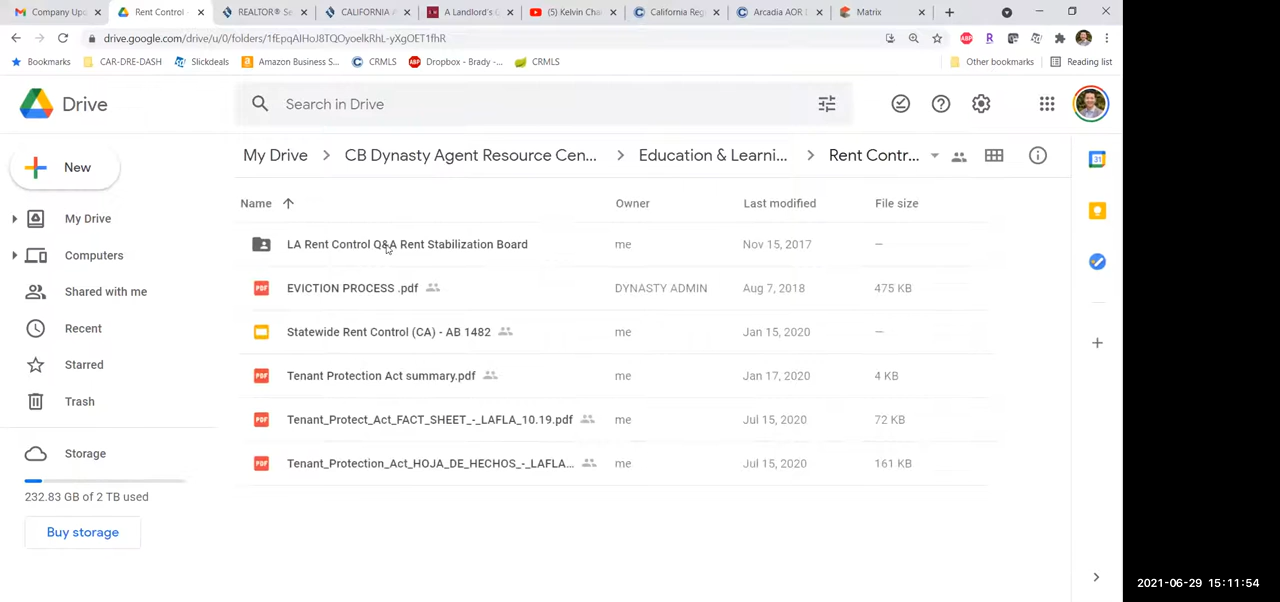 Company Up
Rent Control -
REALTOR® Se
CALIFORNIA A
A Landlord's G
(5) Kelvin Cha
California Reg
Arcadia AOR
Matrix
drive.google.com/drive/u/0/folders/
Bookmarks
CAR-DRE-DASH
Slickdeals
Amazon Business S...
CRMLS
Dropbox - Brady -...
CRMLS
Other bookmarks
Reading list
Drive
Search in Drive
New
My Drive
Computers
Shared with me
Recent
Starred
Trash
Storage
232.83 GB of 2 TB used
Buy storage
My Drive > CB Dynasty Agent Resource Cen... > Education & Learni... > Rent Contr...
Name Owner Last modified File size
LA Rent Control Q&A Rent Stabilization Board me Nov 15, 2017 —
EVICTION PROCESS .pdf DYNASTY ADMIN Aug 7, 2018 475 KB
Statewide Rent Control (CA) - AB 1482 me Jan 15, 2020 —
Tenant Protection Act summary.pdf me Jan 17, 2020 4 KB
Tenant_Protect_Act_FACT_SHEET_-_LAFLA_10.19.pdf me Jul 15, 2020 72 KB
Tenant_Protection_Act_HOJA_DE_HECHOS_-_LAFLA... me Jul 15, 2020 161 KB
2021-06-29 15:11:54